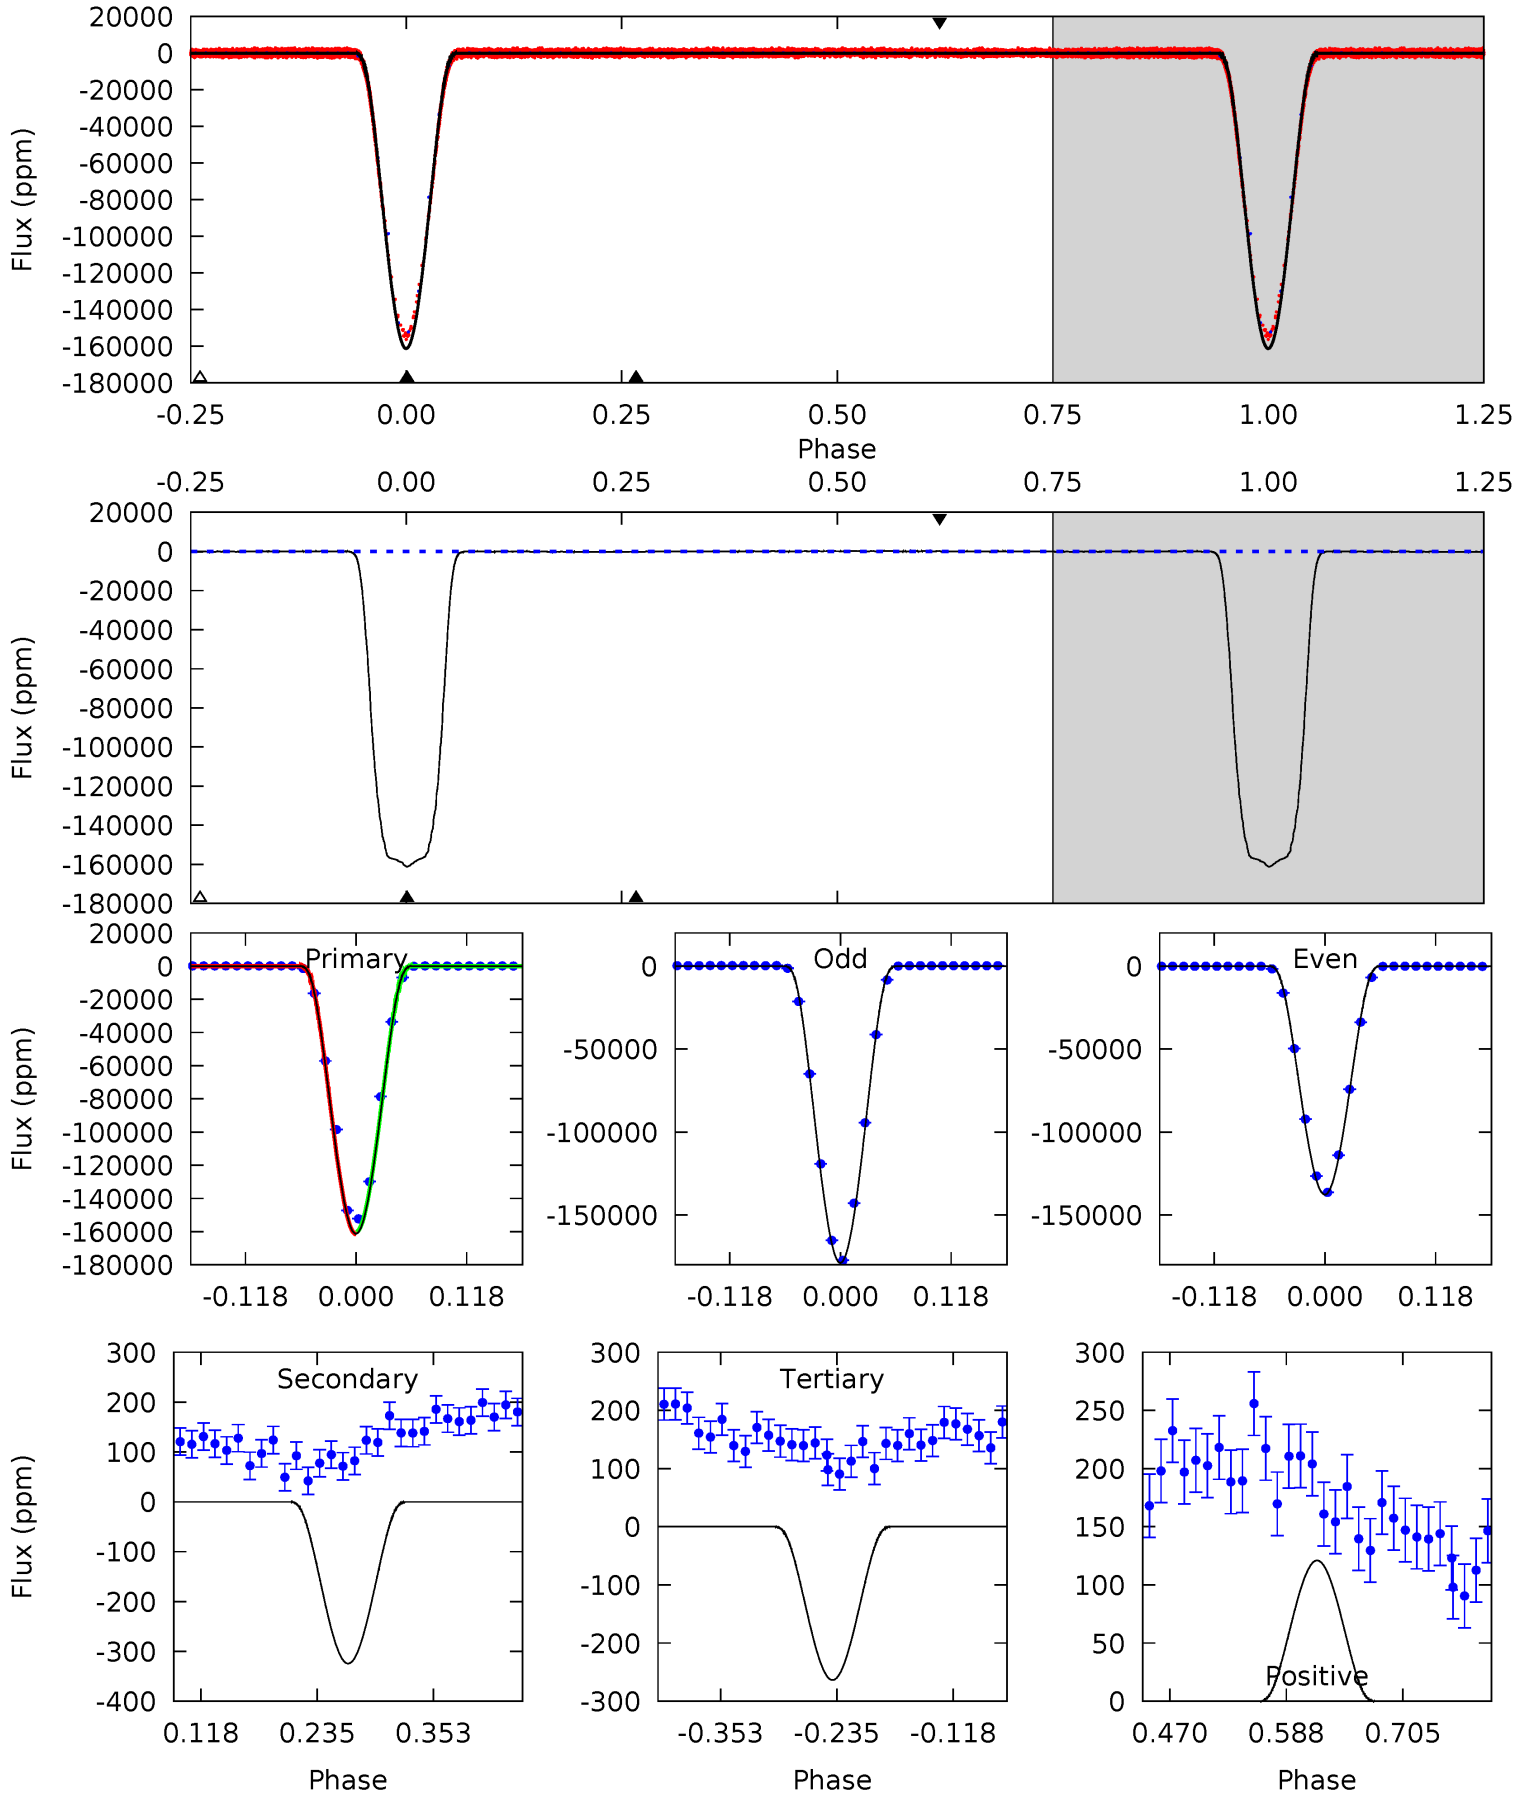 20000
0
-20000
-40000
-60000
-80000
-100000
-120000
-140000
-160000
-180000
Flux (ppm)
-0.25 0.00 0.25 0.50 0.75 1.00 1.25
Phase
-0.25 0.00 0.25 0.50 0.75 1.00 1.25
20000
0
-20000
-40000
-60000
-80000
-100000
-120000
-140000
-160000
-180000
Flux (ppm)
Primary
20000
0
-20000
-40000
-60000
-80000
-100000
-120000
-140000
-160000
-180000
Flux (ppm)
-0.118 0.000 0.118
Odd
0
-50000
-100000
-150000
-0.118 0.000 0.118
Even
0
-50000
-100000
-150000
-0.118 0.000 0.118
Secondary
300
200
100
0
-100
-200
-300
-400
Flux (ppm)
0.118 0.235 0.353
Phase
Tertiary
300
200
100
0
-100
-200
-300
-0.353 -0.235 -0.118
Phase
300
250
200
150
100
50
0
Positive
0.470 0.588 0.705
Phase